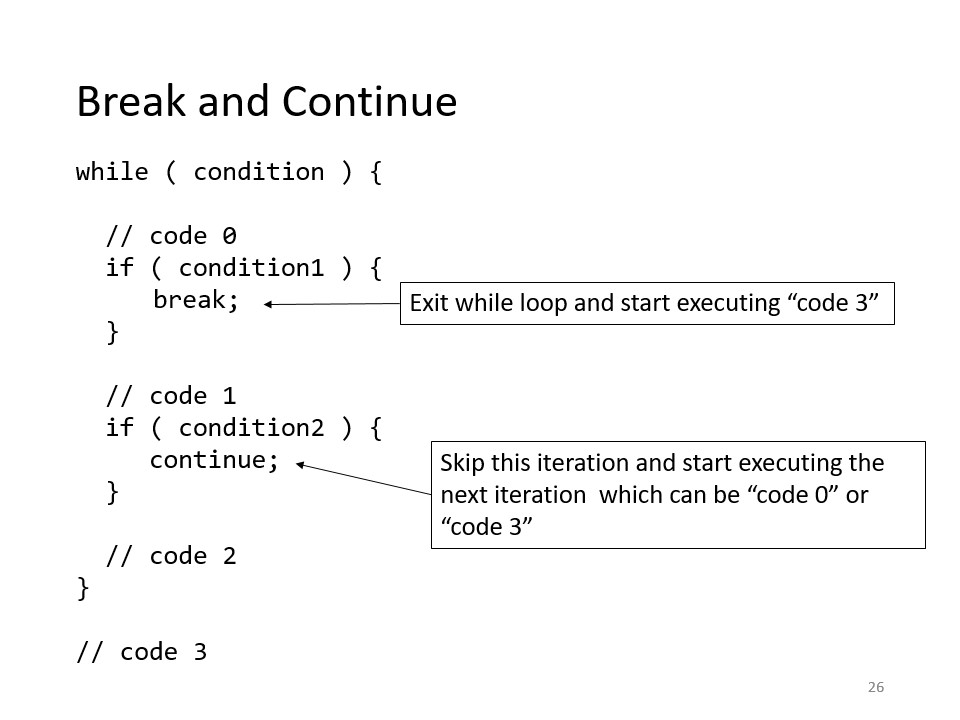 Break and Continue
while ( condition ) {
// code 0
if ( condition1 ) {
break;
Exit while loop and start executing “code 3”
}
// code 1
if ( condition2 ) {
continue;
}
Skip this iteration and start executing the
next iteration  which can be “code 0” or
“code 3”
// code 2
}
// code 3
26